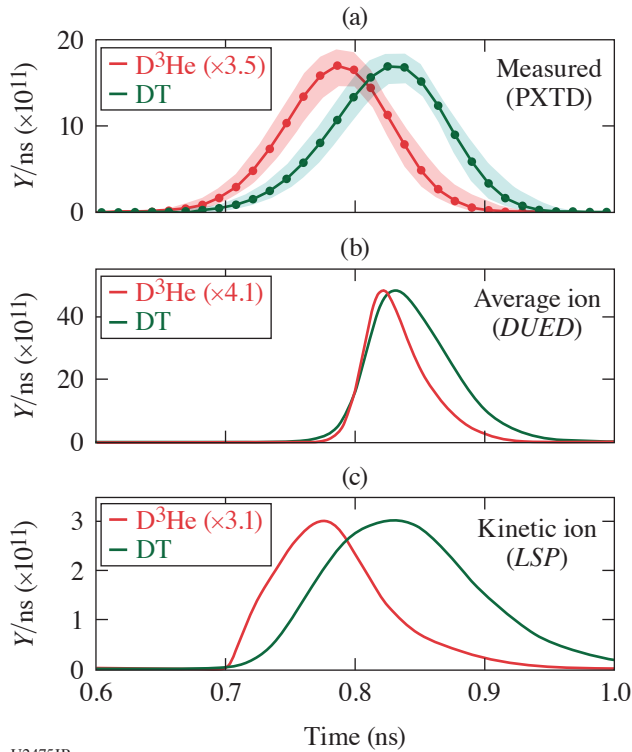 (a)
20
10
0
Y/ns (×10¹¹)
D³He (×3.5)
DT
Measured
(PXTD)
(b)
40
20
0
Y/ns (×10¹¹)
D³He (×4.1)
DT
Average ion
(DUED)
(c)
3
2
1
0
Y/ns (×10¹¹)
D³He (×3.1)
DT
Kinetic ion
(LSP)
0.6 0.7 0.8 0.9 1.0
Time (ns)